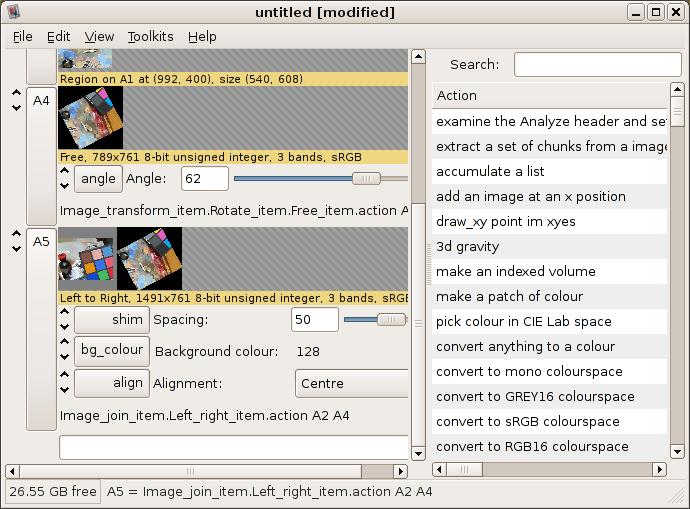 untitled [modified]
File Edit View Toolkits Help
Region on A1 at (992, 400), size (540, 608)
A4
Free, 789x761 8-bit unsigned integer, 3 bands, sRGB
angle Angle: 62
Image_transform_item.Rotate_item.Free_item.action A
A5
Left to Right, 1491x761 8-bit unsigned integer, 3 bands, sRGB
shim Spacing: 50
bg_colour Background colour: 128
align Alignment: Centre
Image_join_item.Left_right_item.action A2 A4
Search:
Action
examine the Analyze header and set
extract a set of chunks from a image
accumulate a list
add an image at an x position
draw_xy point im xyes
3d gravity
make an indexed volume
make a patch of colour
pick colour in CIE Lab space
convert anything to a colour
convert to mono colourspace
convert to GREY16 colourspace
convert to sRGB colourspace
convert to RGB16 colourspace
26.55 GB free A5 = Image_join_item.Left_right_item.action A2 A4